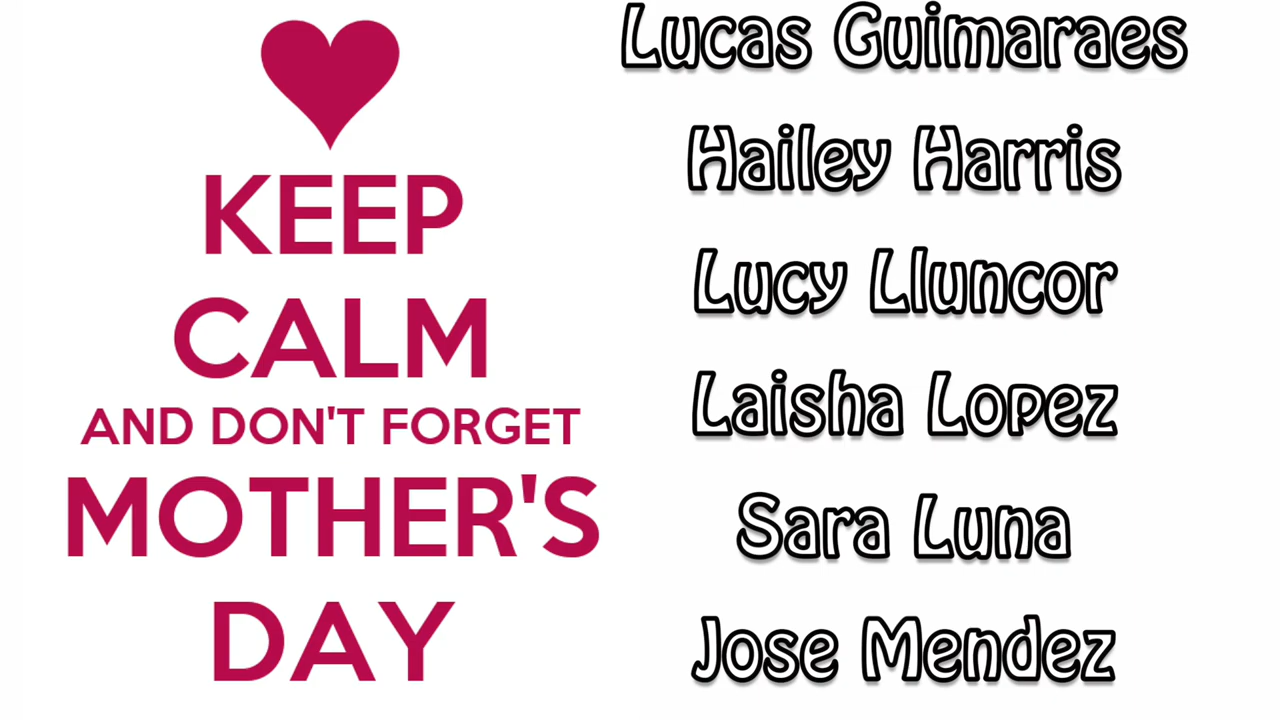 KEEP
CALM
AND DON'T FORGET
MOTHER'S
DAY
Lucas Guimaraes
Hailey Harris
Lucy Lluncor
Laisha Lopez
Sara Luna
Jose Mendez